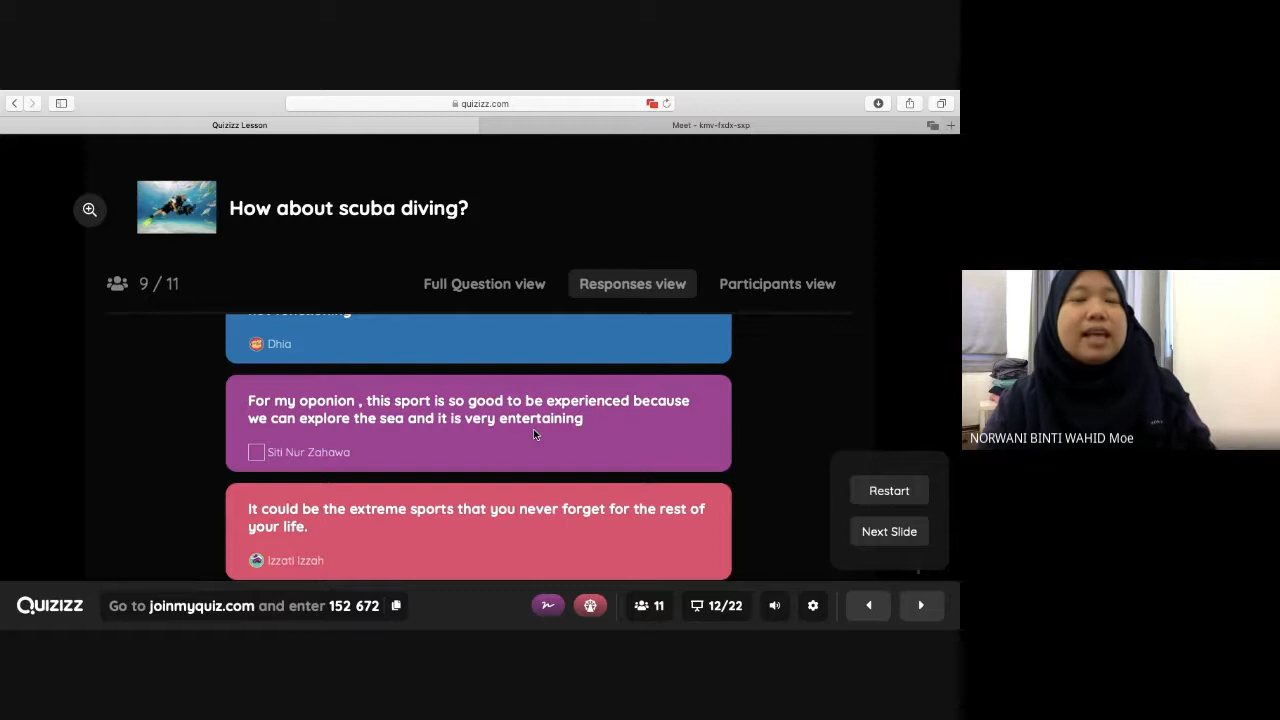 quizizz.com
Quizizz Lesson
Meet - kmv-fxdx-sxp
How about scuba diving?
9 / 11
Full Question view
Responses view
Participants view
not functioning
Dhia
For my oponion , this sport is so good to be experienced because
we can explore the sea and it is very entertaining
Siti Nur Zahawa
It could be the extreme sports that you never forget for the rest of
your life.
Izzati Izzah
NORWANI BINTI WAHID Moe
Restart
Next Slide
Quizizz
Go to joinmyquiz.com and enter 152 672
11
12/22